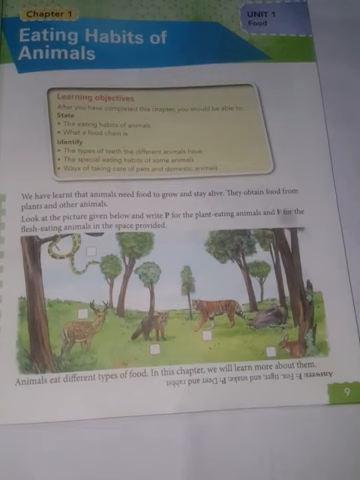 Chapter 1
UNIT 1
Food
Eating Habits of
Animals
Learning objectives
After you have completed this chapter, you should be able to:
State
• The eating habits of animals
• What a food chain is
Identify
• The types of teeth the different animals have
• The special eating habits of some animals
• Ways of taking care of pets and domestic animals
We have learnt that animals need food to grow and stay alive. They obtain food from
plants and other animals.
Look at the picture given below and write P for the plant-eating animals and F for the
flesh-eating animals in the space provided.
Animals eat different types of food. In this chapter, we will learn more about them.
Answers: F: Fox, tiger, and snake P: Deer and rabbit
9